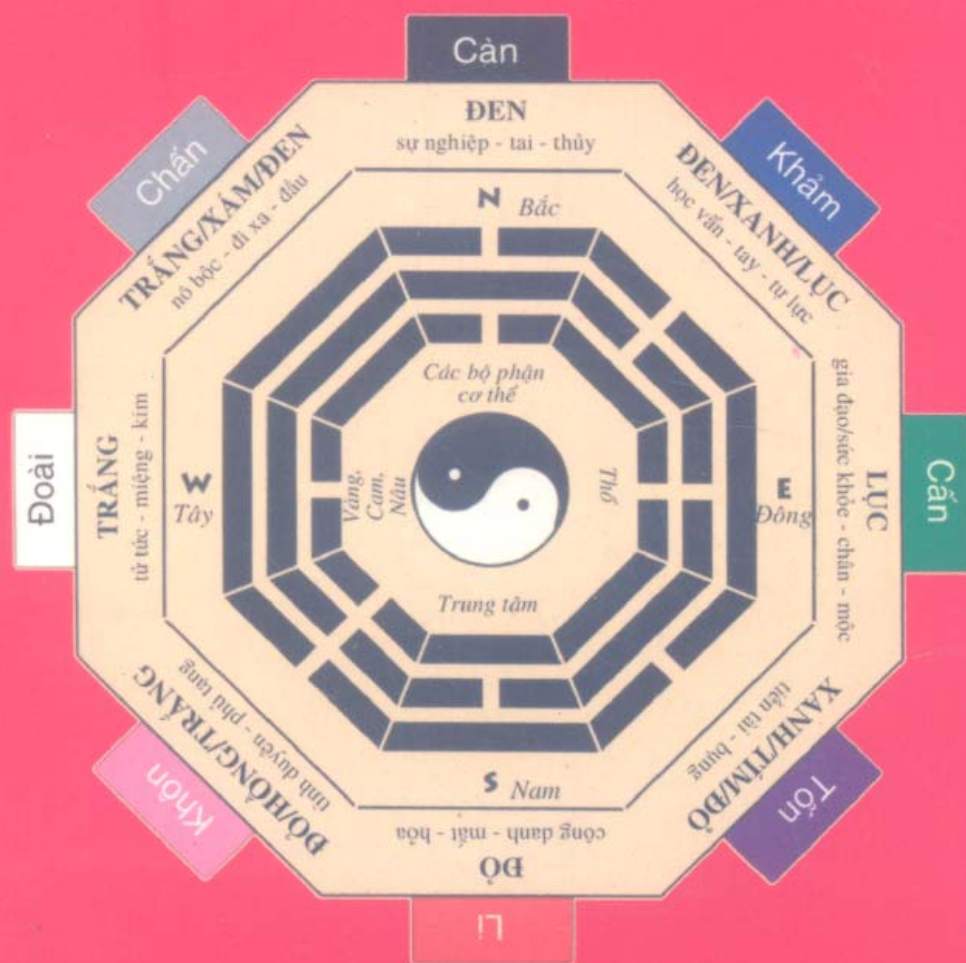 Càn
ĐEN
sự nghiệp - tai - thủy
Khảm
ĐEN/XANH/LỤC
học vấn - tay - tự lực
Cấn
LỤC
gia đạo/sức khỏe - chân - mộc
Tốn
XANH/TÍM/ĐỎ
tiền tài - bụng
Li
ĐỎ
công danh - mắt - hỏa
Khôn
ĐỎ/HỒNG/TRẮNG
tình duyên - phủ tạng
Đoài
TRẮNG
tử tức - miệng - kim
Chấn
TRẮNG/XÁM/ĐEN
nô bộc - đi xa - đầu
N Bắc
E
Đông
S Nam
W
Tây
Các bộ phận
cơ thể
Thổ
Trung tâm
Vàng,
Cam,
Nâu